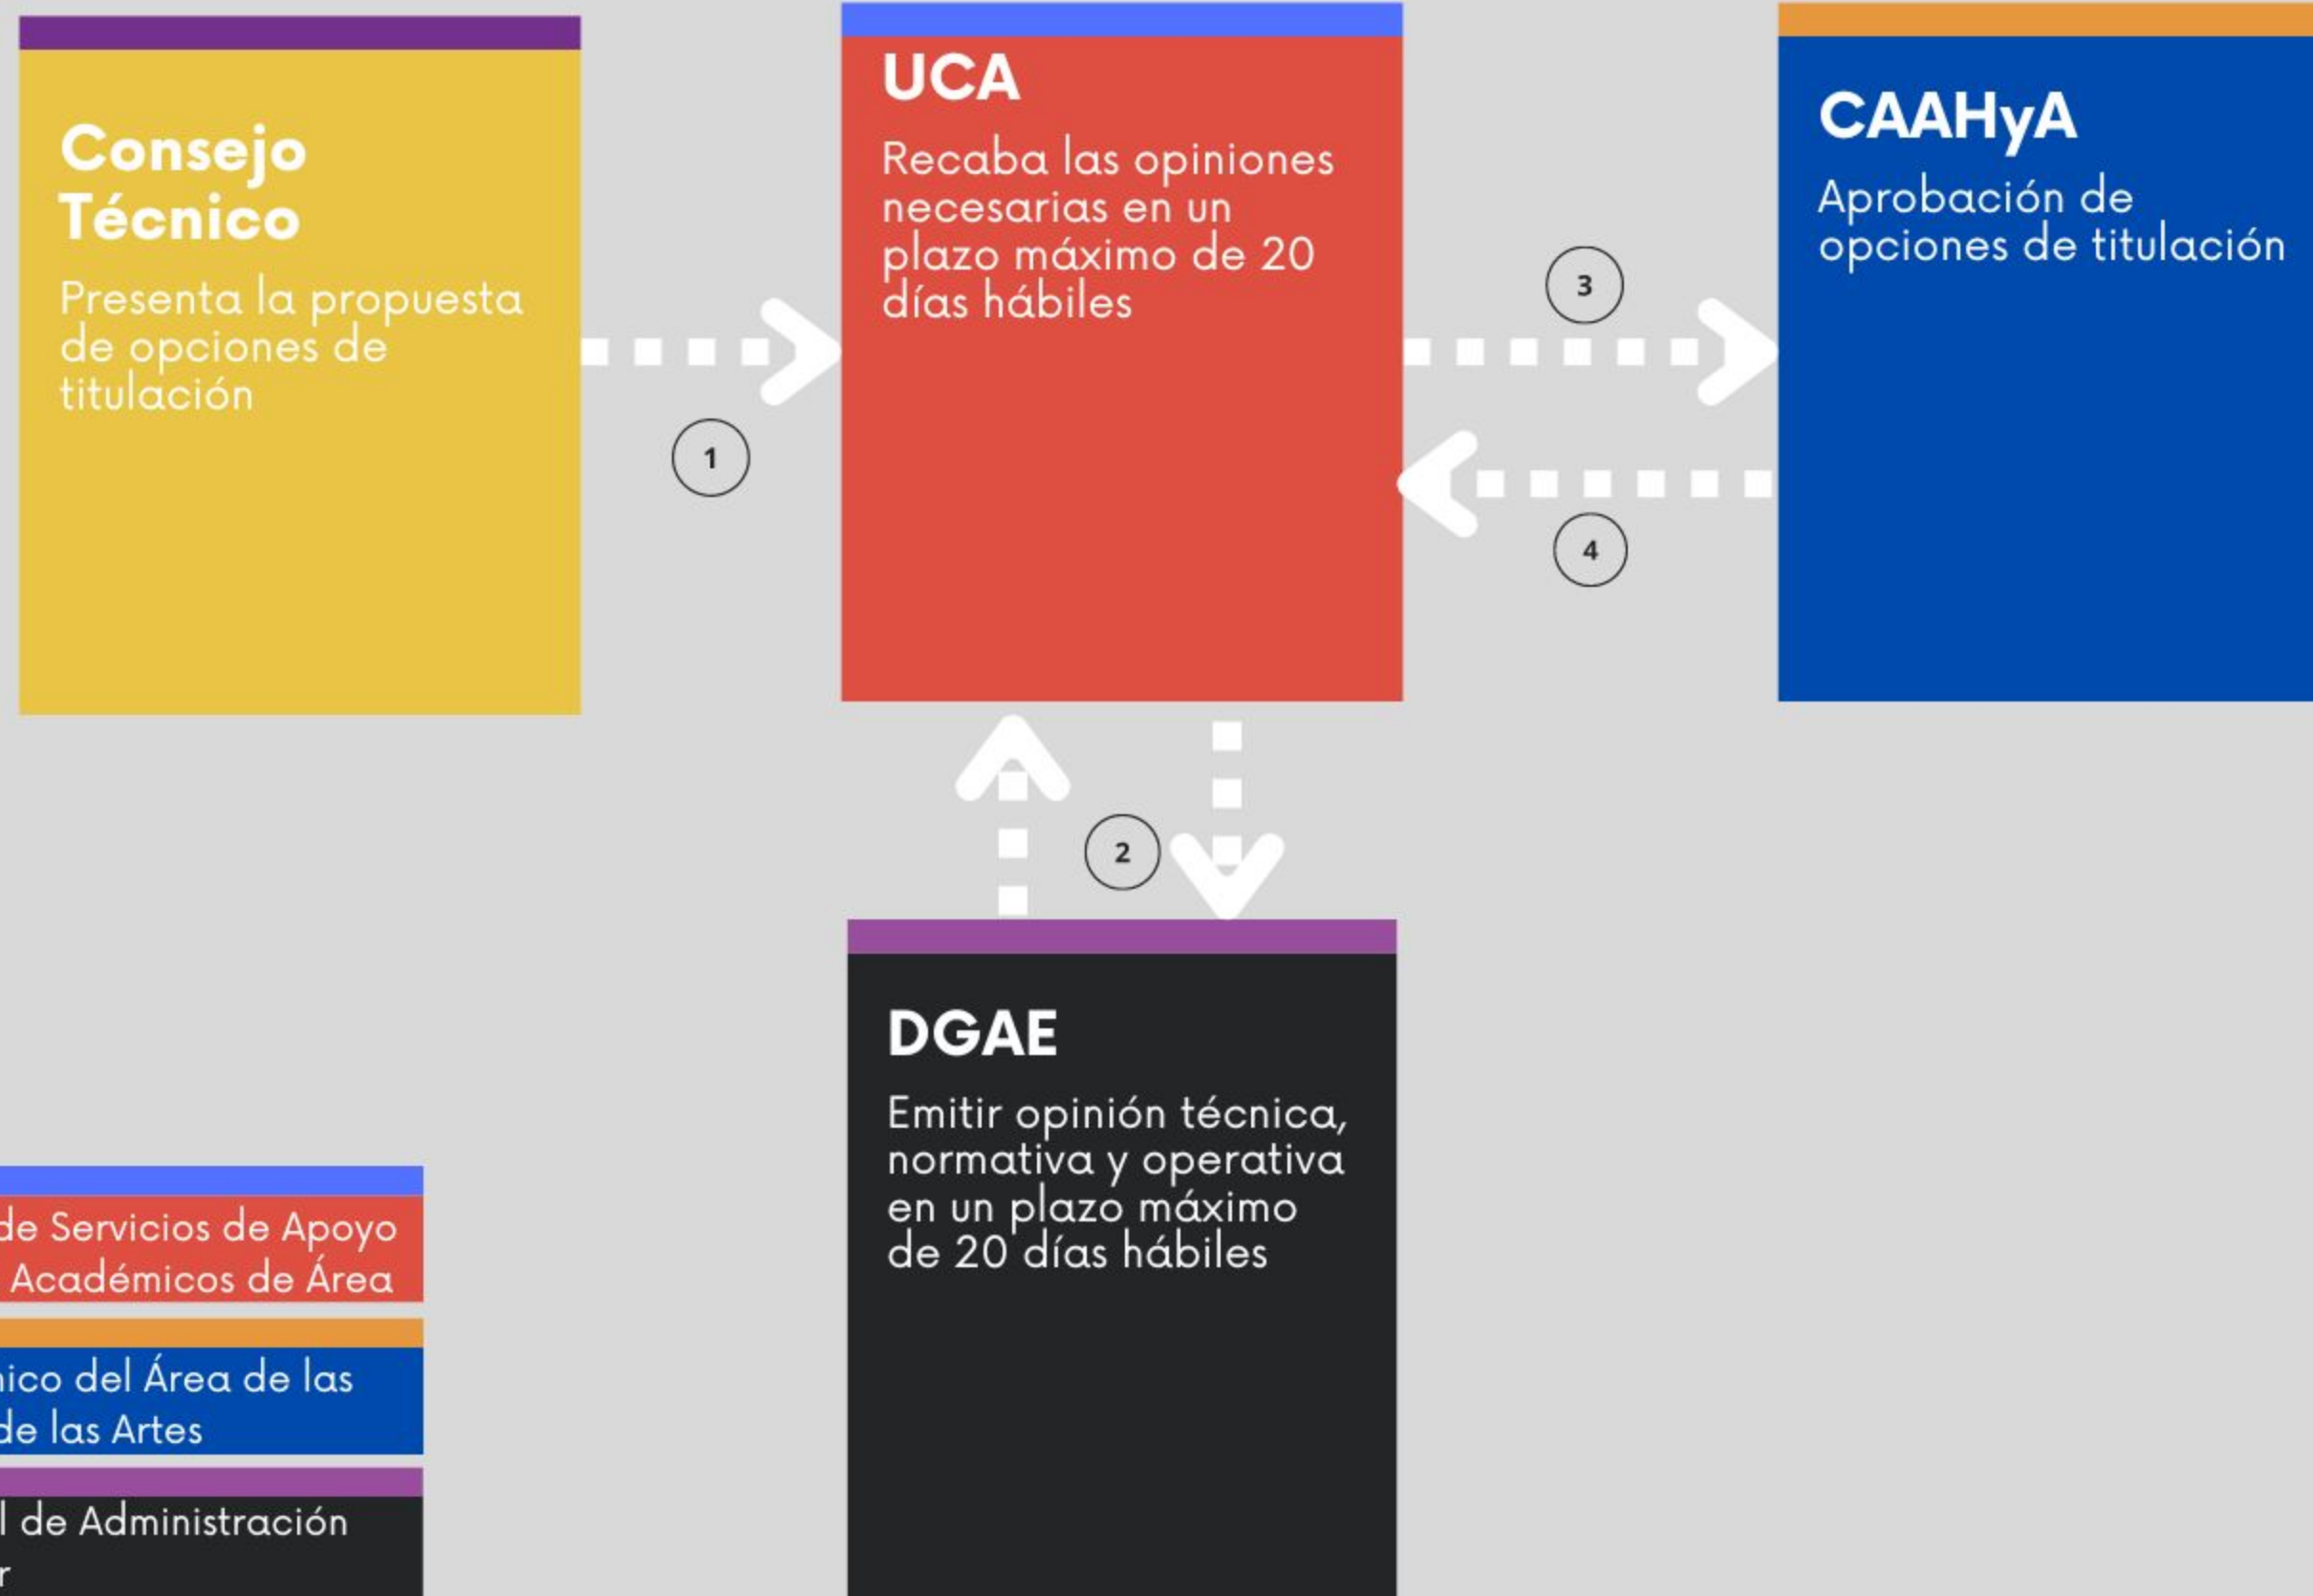 Consejo
Técnico
Presenta la propuesta
de opciones de
titulación
1
UCA
Recaba las opiniones
necesarias en un
plazo máximo de 20
días hábiles
3
4
CAAHyA
Aprobación de
opciones de titulación
2
DGAE
Emitir opinión técnica,
normativa y operativa
en un plazo máximo
de 20 días hábiles
de Servicios de Apoyo
Académicos de Área
del Área de las
de las Artes
de Administración